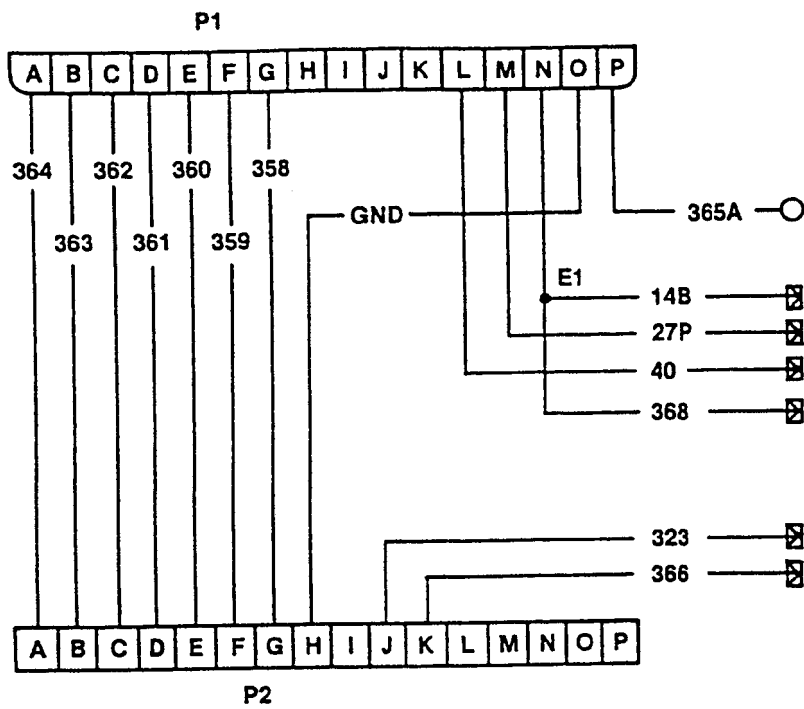 P1
A B C D E F G H I J K L M N O P
364 362 360 358
363 361 359
GND
365A
E1
14B
27P
40
368
323
366
A B C D E F G H I J K L M N O P
P2